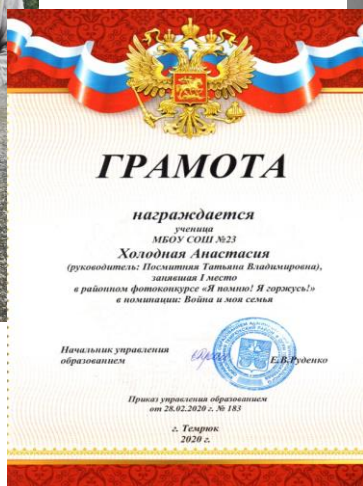 ГРАМОТА
награждается
ученица
МБОУ СОШ №23
Холодная Анастасия
(руководитель: Посмитная Татьяна Владимировна),
занявшая I место
в районном фотоконкурсе «Я помню! Я горжусь!»
в номинации: Война и моя семья
Начальник управления
образованием
Е.В.Руденко
Приказ управления образованием
от 28.02.2020 г. № 183
г. Темрюк
2020 г.